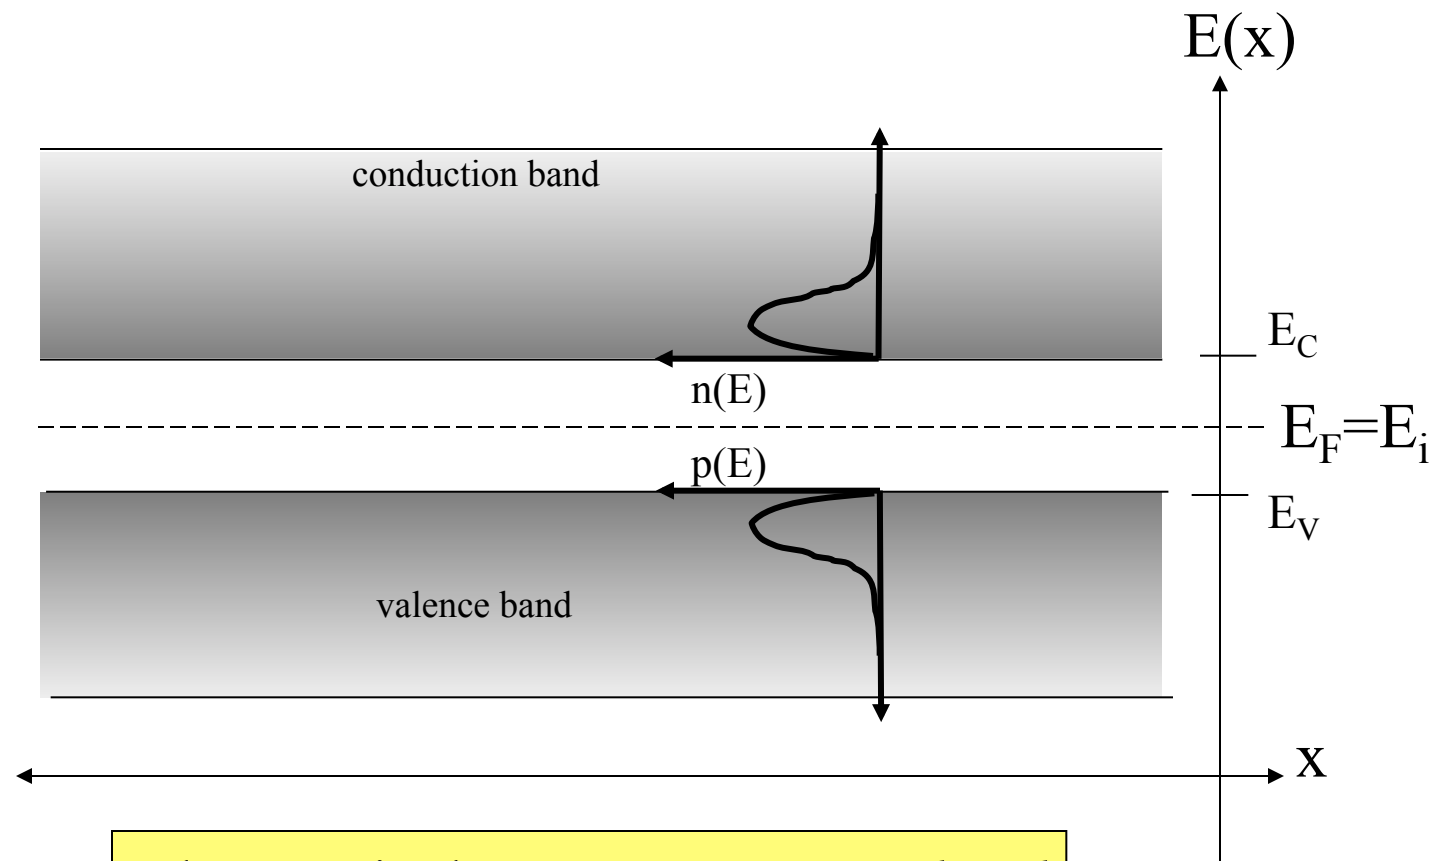 E(x)
conduction band
E_C
n(E)
E_F=E_i
p(E)
E_V
valence band
x